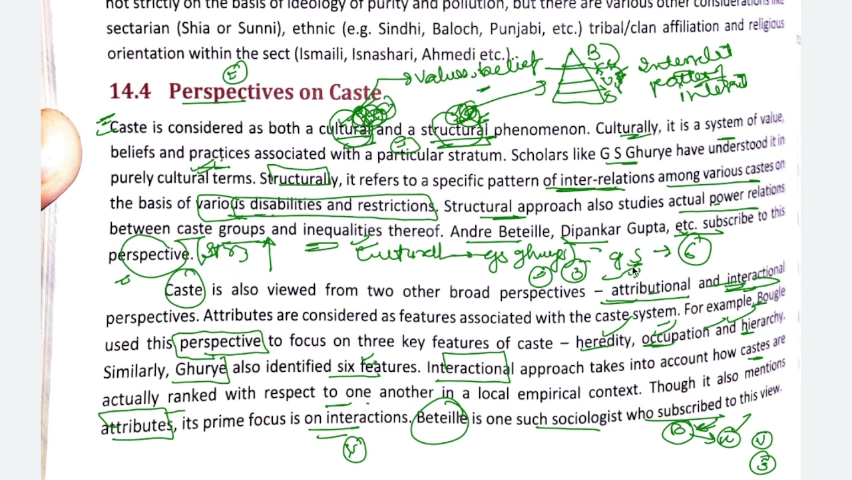 not strictly on the basis of ideology of purity and pollution, but there are various other considerations like
sectarian (Shia or Sunni), ethnic (e.g. Sindhi, Baloch, Punjabi, etc.) tribal/clan affiliation and religious
orientation within the sect (Ismaili, Isnashari, Ahmedi etc.).
values, belief
B
14.4 Perspectives on Caste
Caste is considered as both a cultural and a structural phenomenon. Culturally, it is a system of value,
beliefs and practices associated with a particular stratum. Scholars like G S Ghurye have understood it in
purely cultural terms. Structurally, it refers to a specific pattern of inter-relations among various castes on
the basis of various disabilities and restrictions. Structural approach also studies actual power relations
between caste groups and inequalities thereof. Andre Beteille, Dipankar Gupta, etc. subscribe to this
perspective. Cultural gs ghurye gs 6
2 3
Caste is also viewed from two other broad perspectives – attributional and interactional
perspectives. Attributes are considered as features associated with the caste system. For example, Bougle
used this perspective to focus on three key features of caste – heredity, occupation and hierarchy.
Similarly, Ghurye also identified six features. Interactional approach takes into account how castes are
actually ranked with respect to one another in a local empirical context. Though it also mentions
attributes, its prime focus is on interactions. Beteille is one such sociologist who subscribed to this view.
B V
3